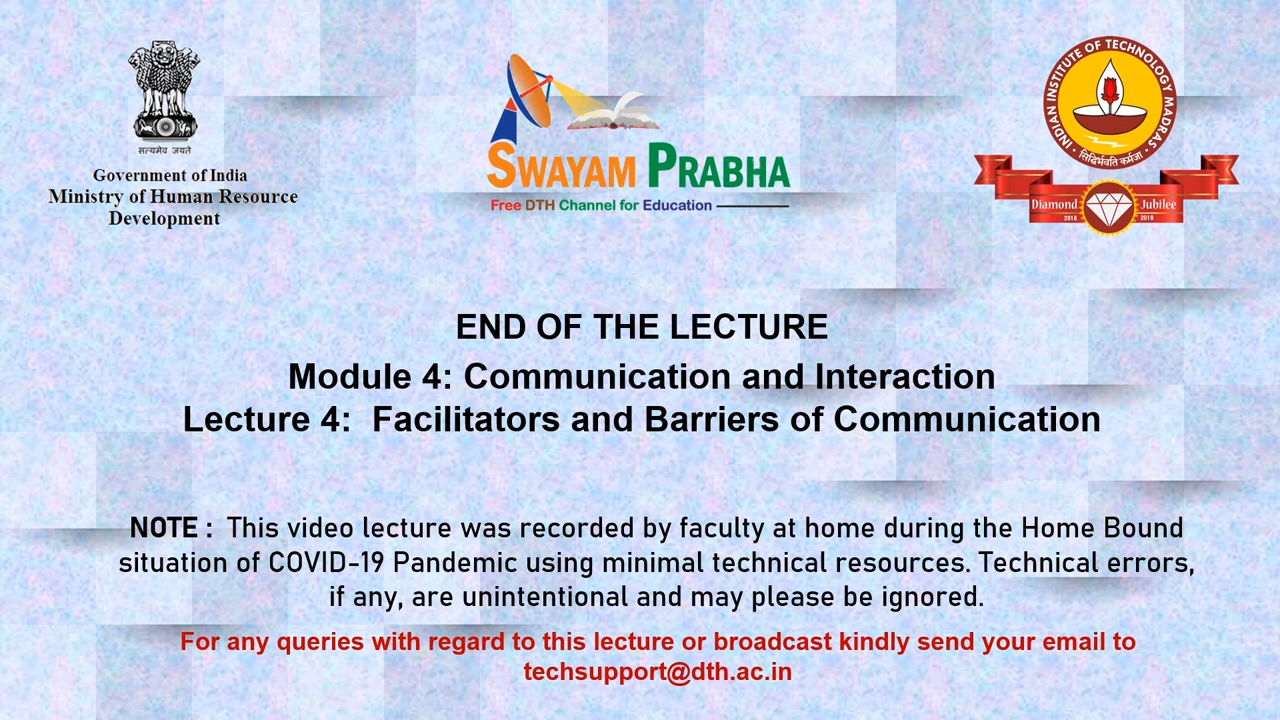 सत्यमेव जयते
Government of India
Ministry of Human Resource
Development
SWAYAM PRABHA
Free DTH Channel for Education
INDIAN INSTITUTE OF TECHNOLOGY MADRAS
सिद्धिर्भवति कर्मजा
Diamond Jubilee
2018 2019
END OF THE LECTURE
Module 4: Communication and Interaction
Lecture 4: Facilitators and Barriers of Communication
NOTE : This video lecture was recorded by faculty at home during the Home Bound
situation of COVID-19 Pandemic using minimal technical resources. Technical errors,
if any, are unintentional and may please be ignored.
For any queries with regard to this lecture or broadcast kindly send your email to
techsupport@dth.ac.in